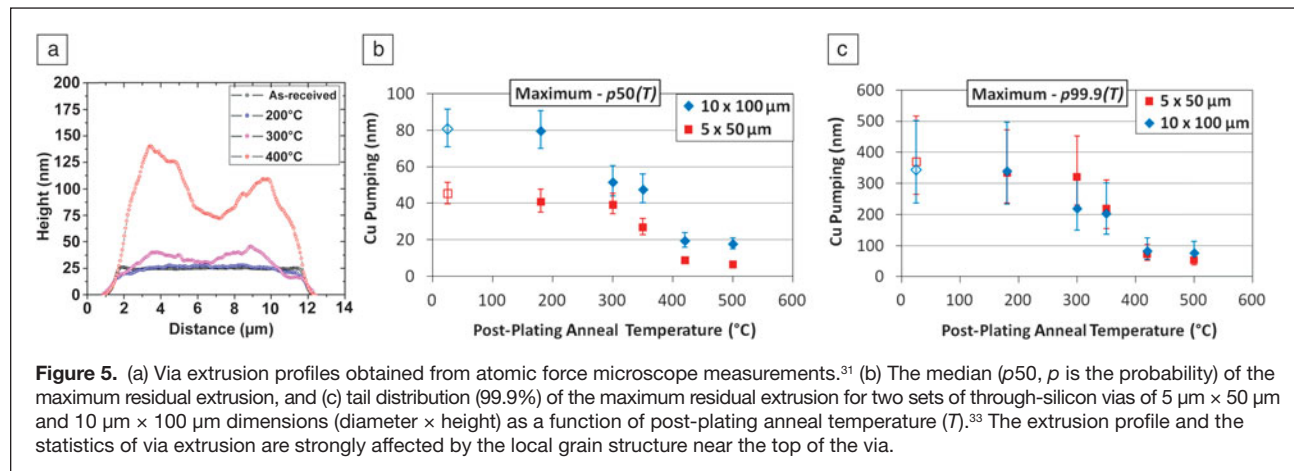 a
200
175
150
125
100
75
50
25
0
Height (nm)
0 2 4 6 8 10 12 14
Distance (µm)
As-received
200°C
300°C
400°C
b
Maximum - p50(T)
10 x 100 µm
5 x 50 µm
100
80
60
40
20
0
Cu Pumping (nm)
0 100 200 300 400 500 600
Post-Plating Anneal Temperature (°C)
c
Maximum - p99.9(T)
5 x 50 µm
10 x 100 µm
600
500
400
300
200
100
0
Cu Pumping (nm)
0 100 200 300 400 500 600
Post-Plating Anneal Temperature (°C)
Figure 5. (a) Via extrusion profiles obtained from atomic force microscope measurements.31 (b) The median (p50, p is the probability) of the
maximum residual extrusion, and (c) tail distribution (99.9%) of the maximum residual extrusion for two sets of through-silicon vias of 5 µm × 50 µm
and 10 µm × 100 µm dimensions (diameter × height) as a function of post-plating anneal temperature (T).33 The extrusion profile and the
statistics of via extrusion are strongly affected by the local grain structure near the top of the via.